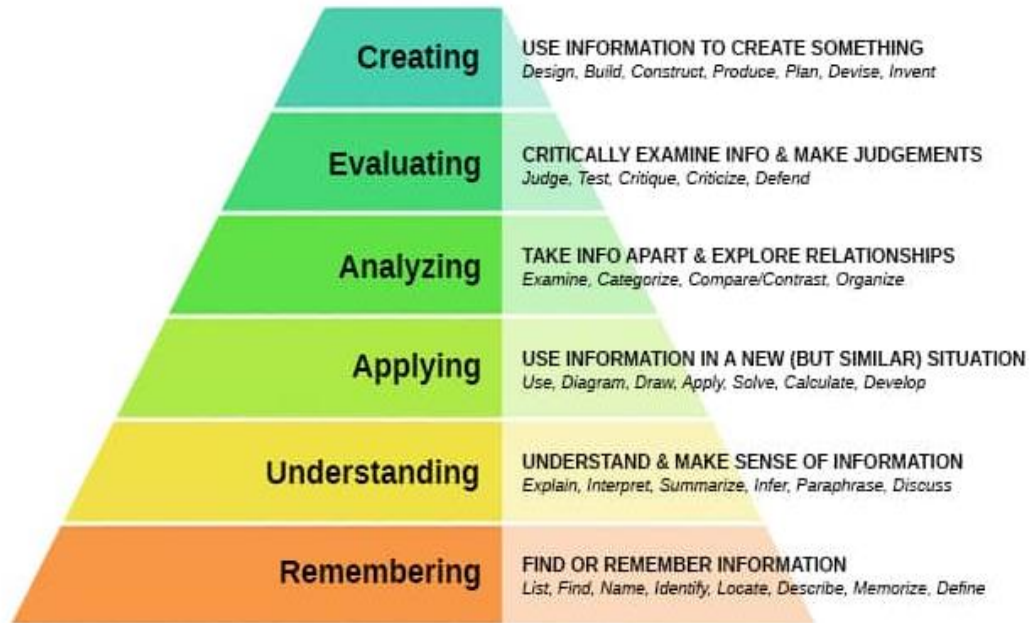 Creating
USE INFORMATION TO CREATE SOMETHING
Design, Build, Construct, Produce, Plan, Devise, Invent
Evaluating
CRITICALLY EXAMINE INFO & MAKE JUDGEMENTS
Judge, Test, Critique, Criticize, Defend
Analyzing
TAKE INFO APART & EXPLORE RELATIONSHIPS
Examine, Categorize, Compare/Contrast, Organize
Applying
USE INFORMATION IN A NEW (BUT SIMILAR) SITUATION
Use, Diagram, Draw, Apply, Solve, Calculate, Develop
Understanding
UNDERSTAND & MAKE SENSE OF INFORMATION
Explain, Interpret, Summarize, Infer, Paraphrase, Discuss
Remembering
FIND OR REMEMBER INFORMATION
List, Find, Name, Identify, Locate, Describe, Memorize, Define